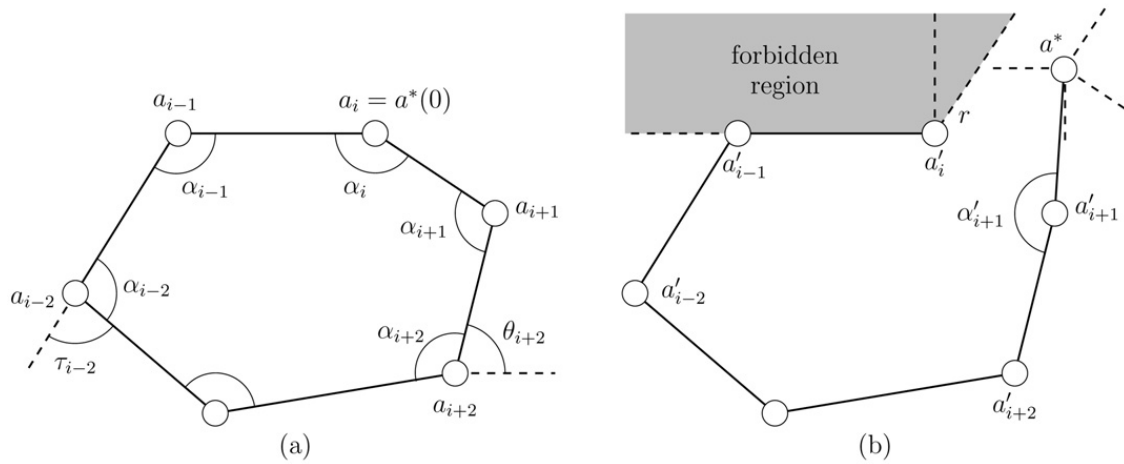 a_{i−1}
a_i = a*(0)
α_{i−1}
α_i
a_{i+1}
α_{i+1}
a_{i−2}
α_{i−2}
τ_{i−2}
α_{i+2}
θ_{i+2}
a_{i+2}
(a)
forbidden
region
a*
r
a′_{i−1}
a′_i
α′_{i+1}
a′_{i+1}
a′_{i−2}
a′_{i+2}
(b)